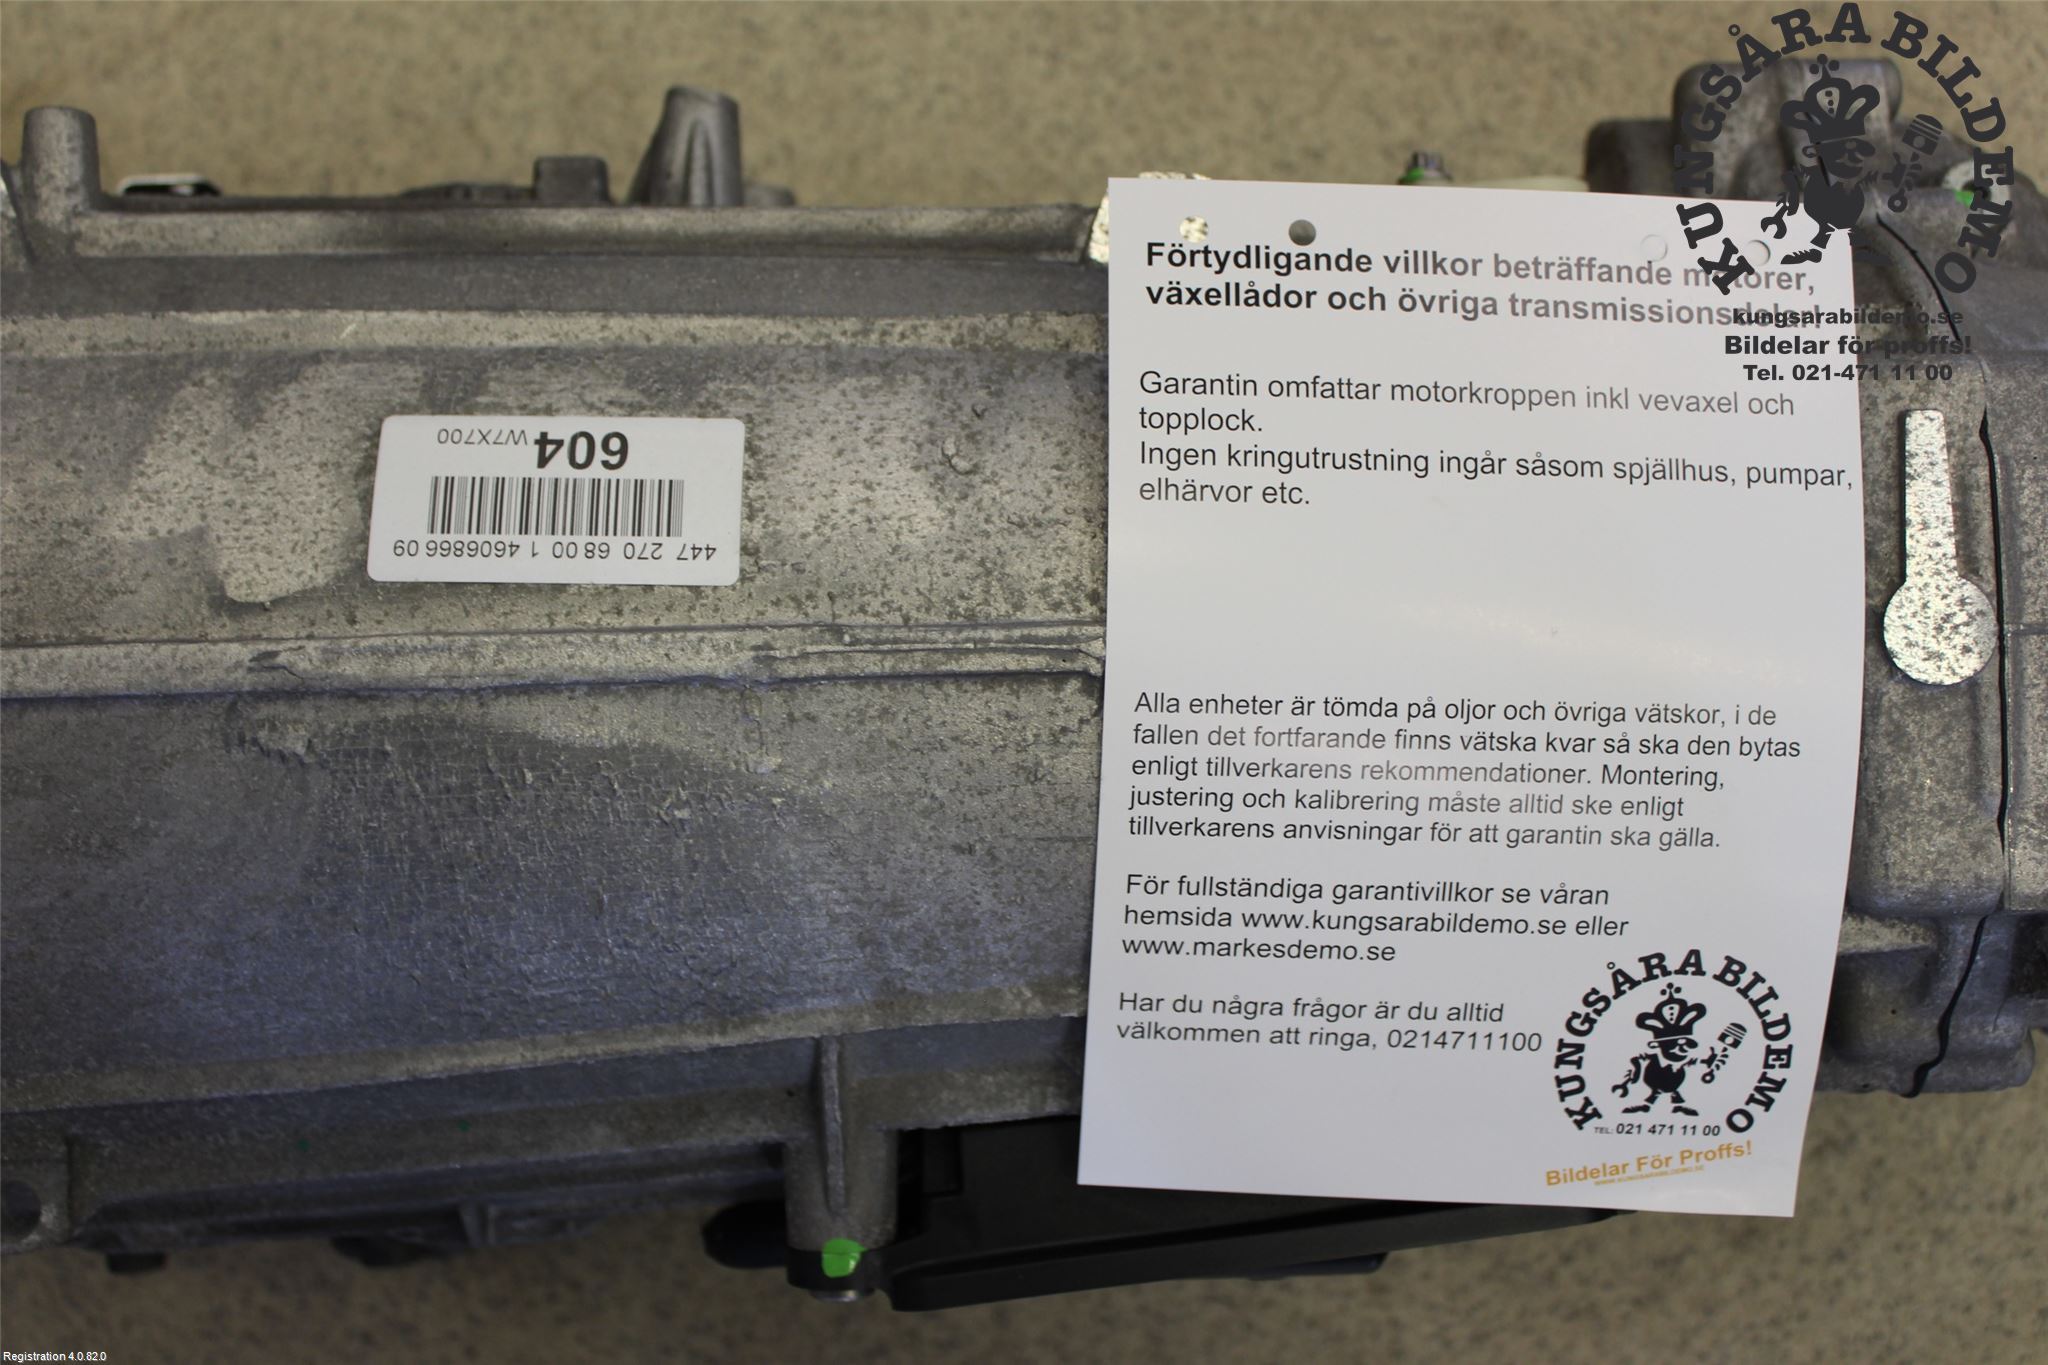 KUNGSÅRA BILDEMO
kungsarabildemo.se
Bildelar för proffs!
Tel. 021-471 11 00
Förtydligande villkor beträffande motorer,
växellådor och övriga transmissionsdelar:
Garantin omfattar motorkroppen inkl vevaxel och
topplock.
Ingen kringutrustning ingår såsom spjällhus, pumpar,
elhärvor etc.
Alla enheter är tömda på oljor och övriga vätskor, i de
fallen det fortfarande finns vätska kvar så ska den bytas
enligt tillverkarens rekommendationer. Montering,
justering och kalibrering måste alltid ske enligt
tillverkarens anvisningar för att garantin ska gälla.
För fullständiga garantivillkor se våran
hemsida www.kungsarabildemo.se eller
www.markesdemo.se
Har du några frågor är du alltid
välkommen att ringa, 0214711100
KUNGSÅRA BILDEMO
TEL: 021 471 11 00
Bildelar För Proffs!
WWW.KUNGSARABILDEMO.SE
447 270 68 00 1 4606866 09
604 W7X700
Registration 4.0.82.0